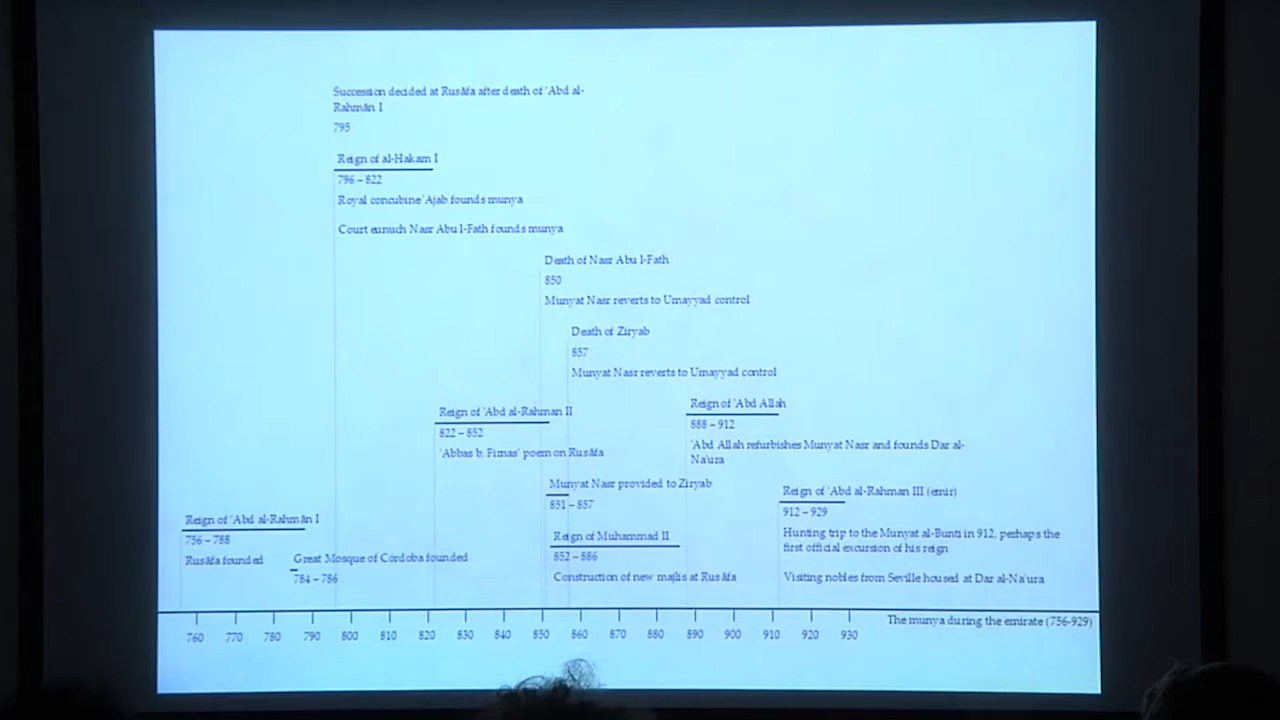 Succession decided at Rusāfa after death of 'Abd al-
Rahmān I
795
Reign of al-Hakam I
796 – 822
Royal concubine 'Ajab founds munya
Court eunuch Nasr Abu l-Fath founds munya
Death of Nasr Abu l-Fath
850
Munyat Nasr reverts to Umayyad control
Death of Ziryab
857
Munyat Nasr reverts to Umayyad control
Reign of 'Abd al-Rahman II
822 – 852
'Abbas b. Firnas' poem on Rusāfa
Reign of 'Abd Allah
888 – 912
'Abd Allah refurbishes Munyat Nasr and founds Dar al-
Na'ura
Munyat Nasr provided to Ziryab
851 – 857
Reign of 'Abd al-Rahman III (emir)
912 – 929
Hunting trip to the Munyat al-Bunti in 912, perhaps the
first official excursion of his reign
Visiting nobles from Seville housed at Dar al-Na'ura
Reign of 'Abd al-Rahmān I
756 – 788
Rusāfa founded
Great Mosque of Córdoba founded
784 – 786
Reign of Muhammad II
852 – 886
Construction of new majlis at Rusāfa
The munya during the emirate (756-929)
760 770 780 790 800 810 820 830 840 850 860 870 880 890 900 910 920 930